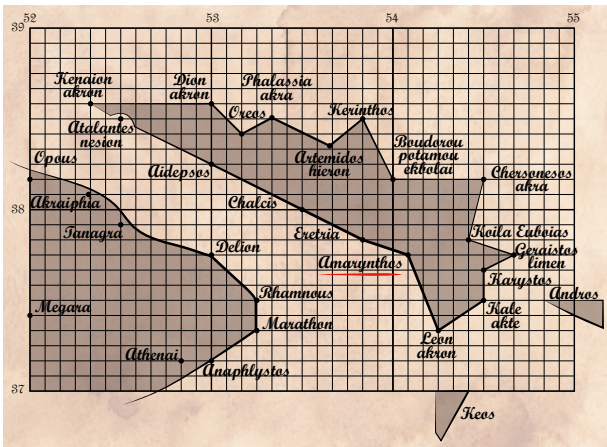 52 53 54 55
39
Kenaion
akron
Dion
akron
Phalassia
akra
Oreos
Kerinthos
Atalantes
nesion
Artemidos
hieron
Boudorou
potamou
ekbolai
Opous
Aidepsos
Chersonesos
akra
Akraiphia
Chalcis
38
Tanagra
Eretria
Koila Euboias
Delion
Geraistos
limen
Amarynthos
Karystos
Rhamnous
Andros
Megara
Kale
akte
Marathon
Leon
akron
Athenai
Anaphlystos
37
Keos